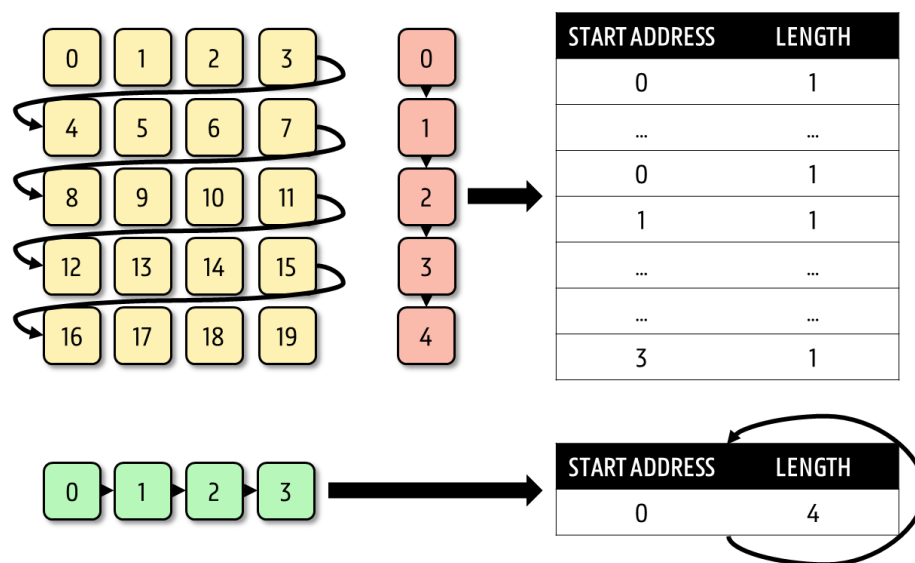 0 1 2 3
4 5 6 7
8 9 10 11
12 13 14 15
16 17 18 19
0
1
2
3
4
START ADDRESS LENGTH
0 1
... ...
0 1
1 1
... ...
... ...
3 1
0 1 2 3
START ADDRESS LENGTH
0 4